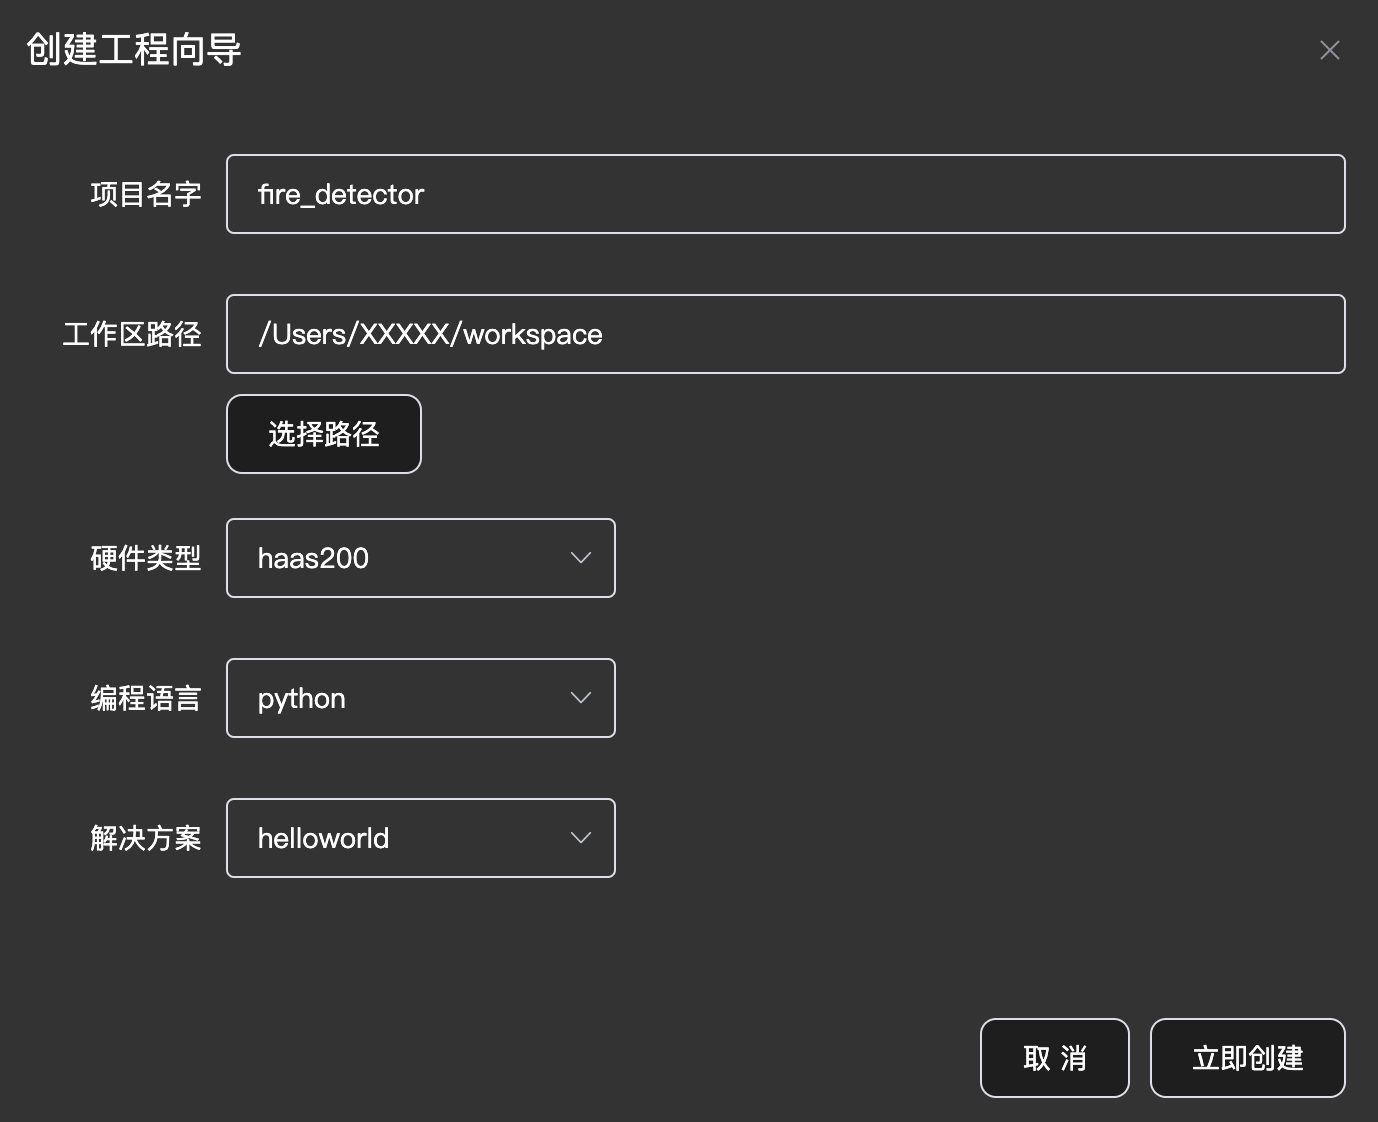 创建工程向导
项目名字 fire_detector
工作区路径 /Users/XXXXX/workspace
选择路径
硬件类型 haas200
编程语言 python
解决方案 helloworld
取 消 立即创建